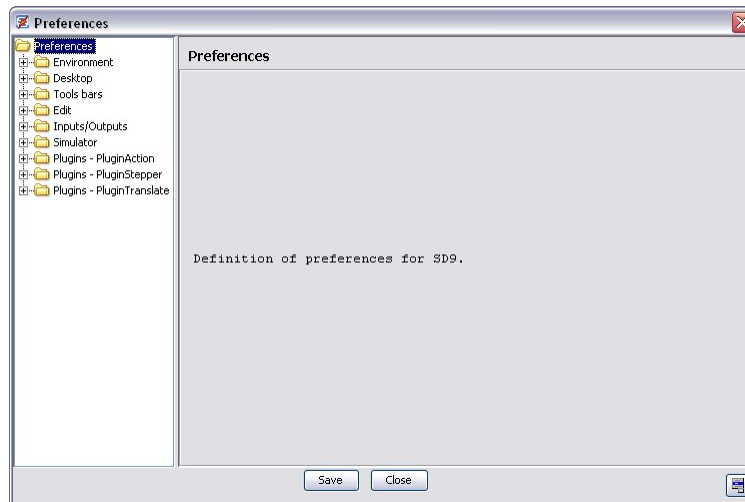 Preferences
Preferences
Environment
Desktop
Tools bars
Edit
Inputs/Outputs
Simulator
Plugins - PluginAction
Plugins - PluginStepper
Plugins - PluginTranslate
Preferences
Definition of preferences for SD9.
Save
Close